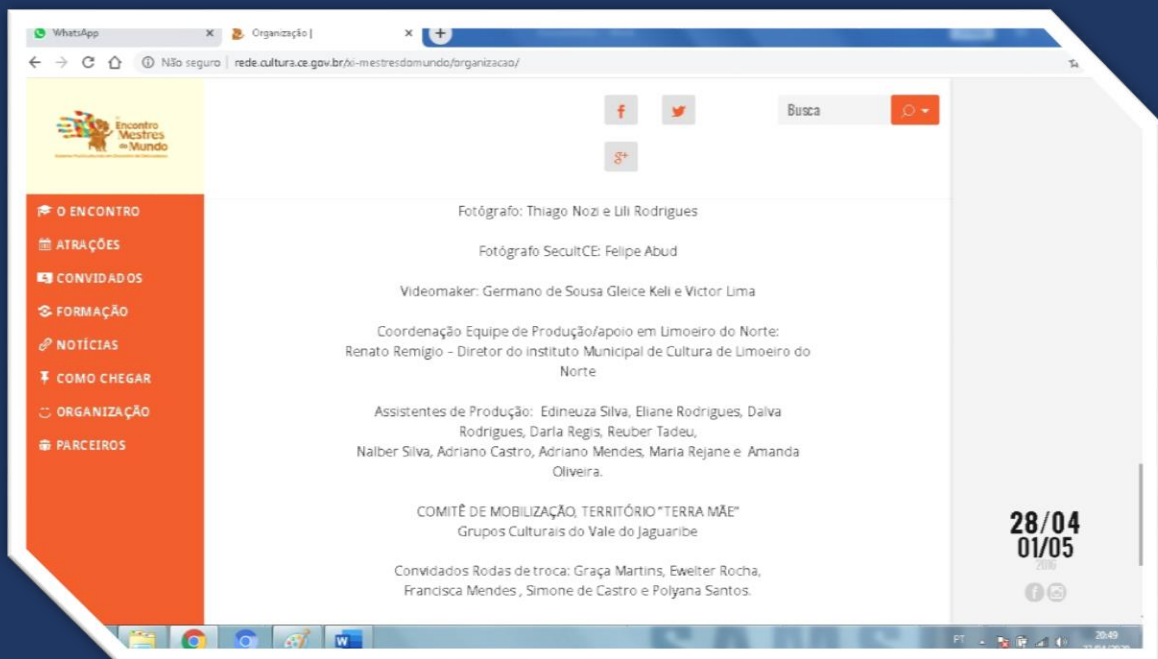 WhatsApp
Organização |
Não seguro | rede.cultura.ce.gov.br/xi-mestresdomundo/organizacao/
Encontro
Mestres
do Mundo
Busca
O ENCONTRO
ATRAÇÕES
CONVIDADOS
FORMAÇÃO
NOTÍCIAS
COMO CHEGAR
ORGANIZAÇÃO
PARCEIROS
Fotógrafo: Thiago Nozi e Lili Rodrigues
Fotógrafo SecultCE: Felipe Abud
Videomaker: Germano de Sousa Gleice Keli e Victor Lima
Coordenação Equipe de Produção/apoio em Limoeiro do Norte:
Renato Remígio – Diretor do instituto Municipal de Cultura de Limoeiro do
Norte
Assistentes de Produção: Edineuza Silva, Eliane Rodrigues, Dalva
Rodrigues, Darla Regis, Reuber Tadeu,
Nalber Silva, Adriano Castro, Adriano Mendes, Maria Rejane e Amanda
Oliveira.
COMITÊ DE MOBILIZAÇÃO, TERRITÓRIO "TERRA MÃE"
Grupos Culturais do Vale do Jaguaribe
Convidados Rodas de troca: Graça Martins, Ewelter Rocha,
Francisca Mendes , Simone de Castro e Polyana Santos.
28/04
01/05
2016
PT
20:49